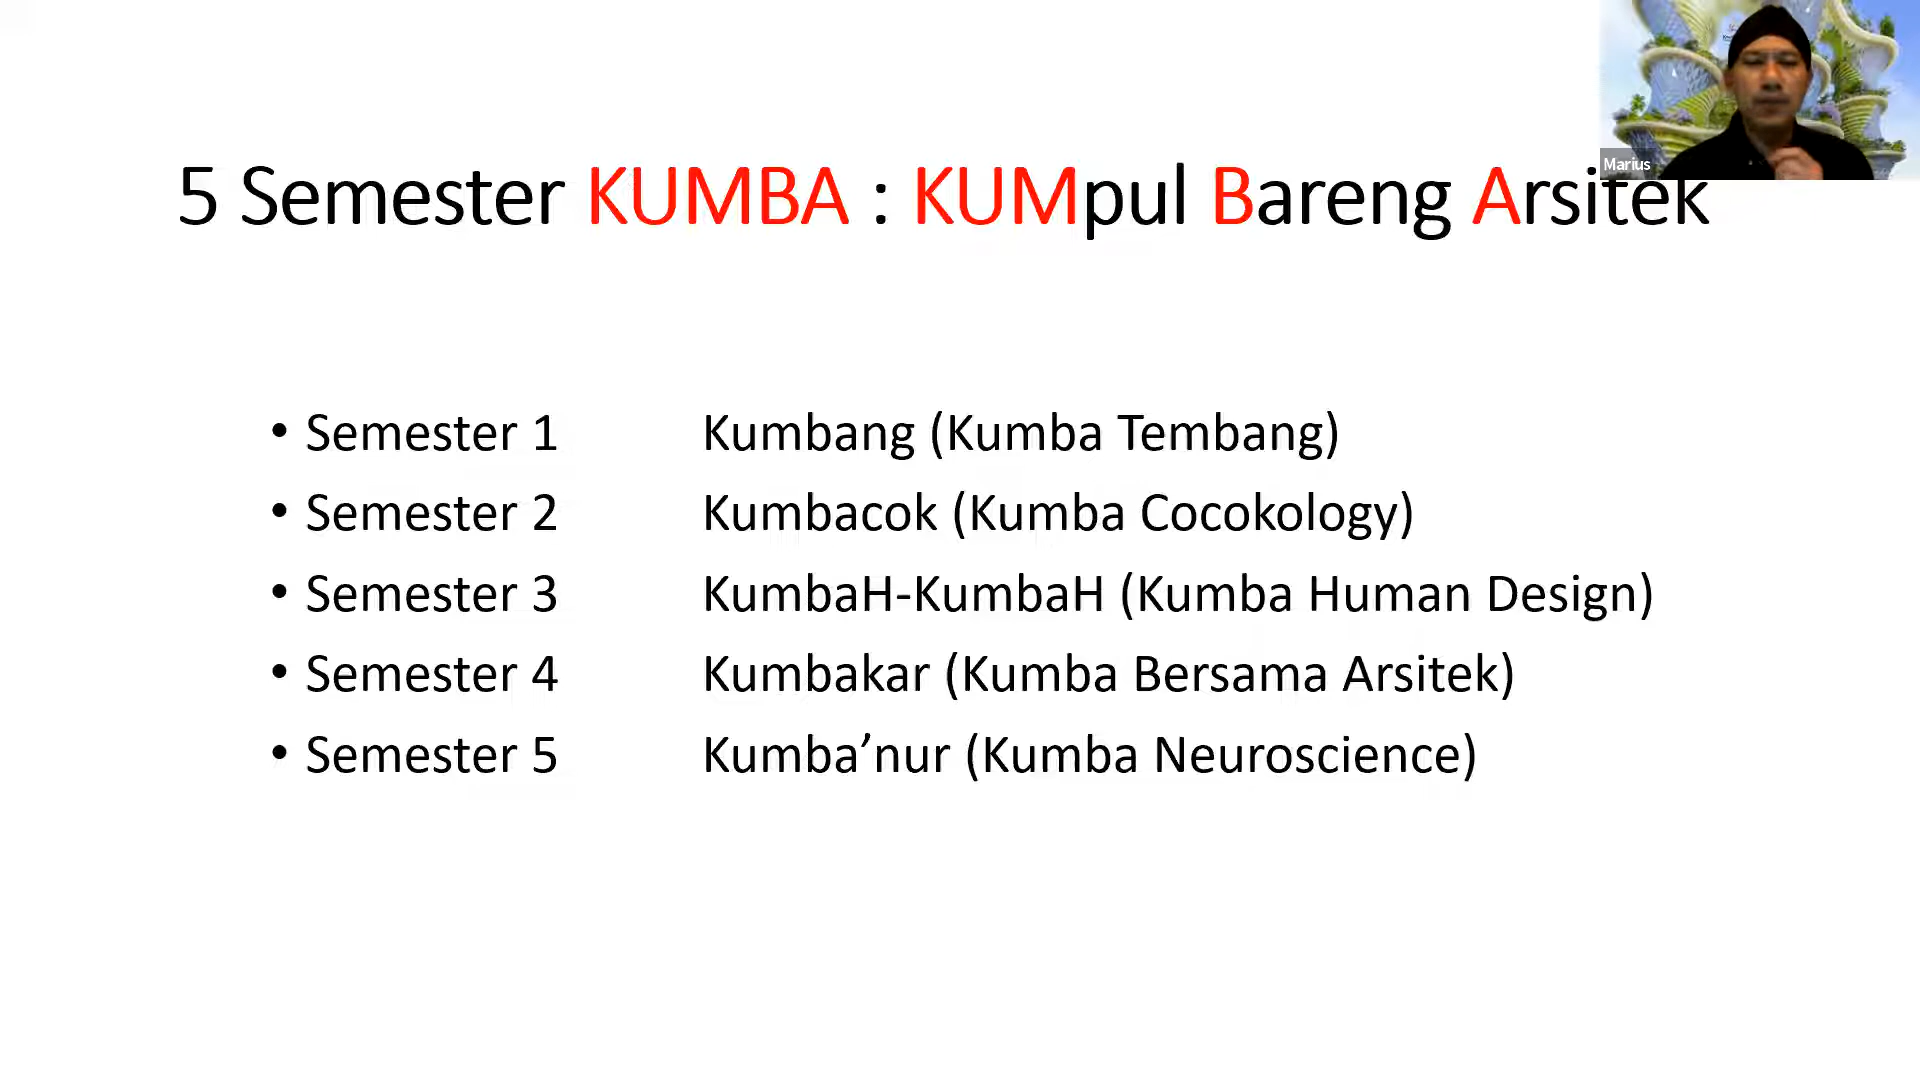 Marius
5 Semester KUMBA : KUMpul Bareng Arsitek
• Semester 1 Kumbang (Kumba Tembang)
• Semester 2 Kumbacok (Kumba Cocokology)
• Semester 3 KumbaH-KumbaH (Kumba Human Design)
• Semester 4 Kumbakar (Kumba Bersama Arsitek)
• Semester 5 Kumba’nur (Kumba Neuroscience)